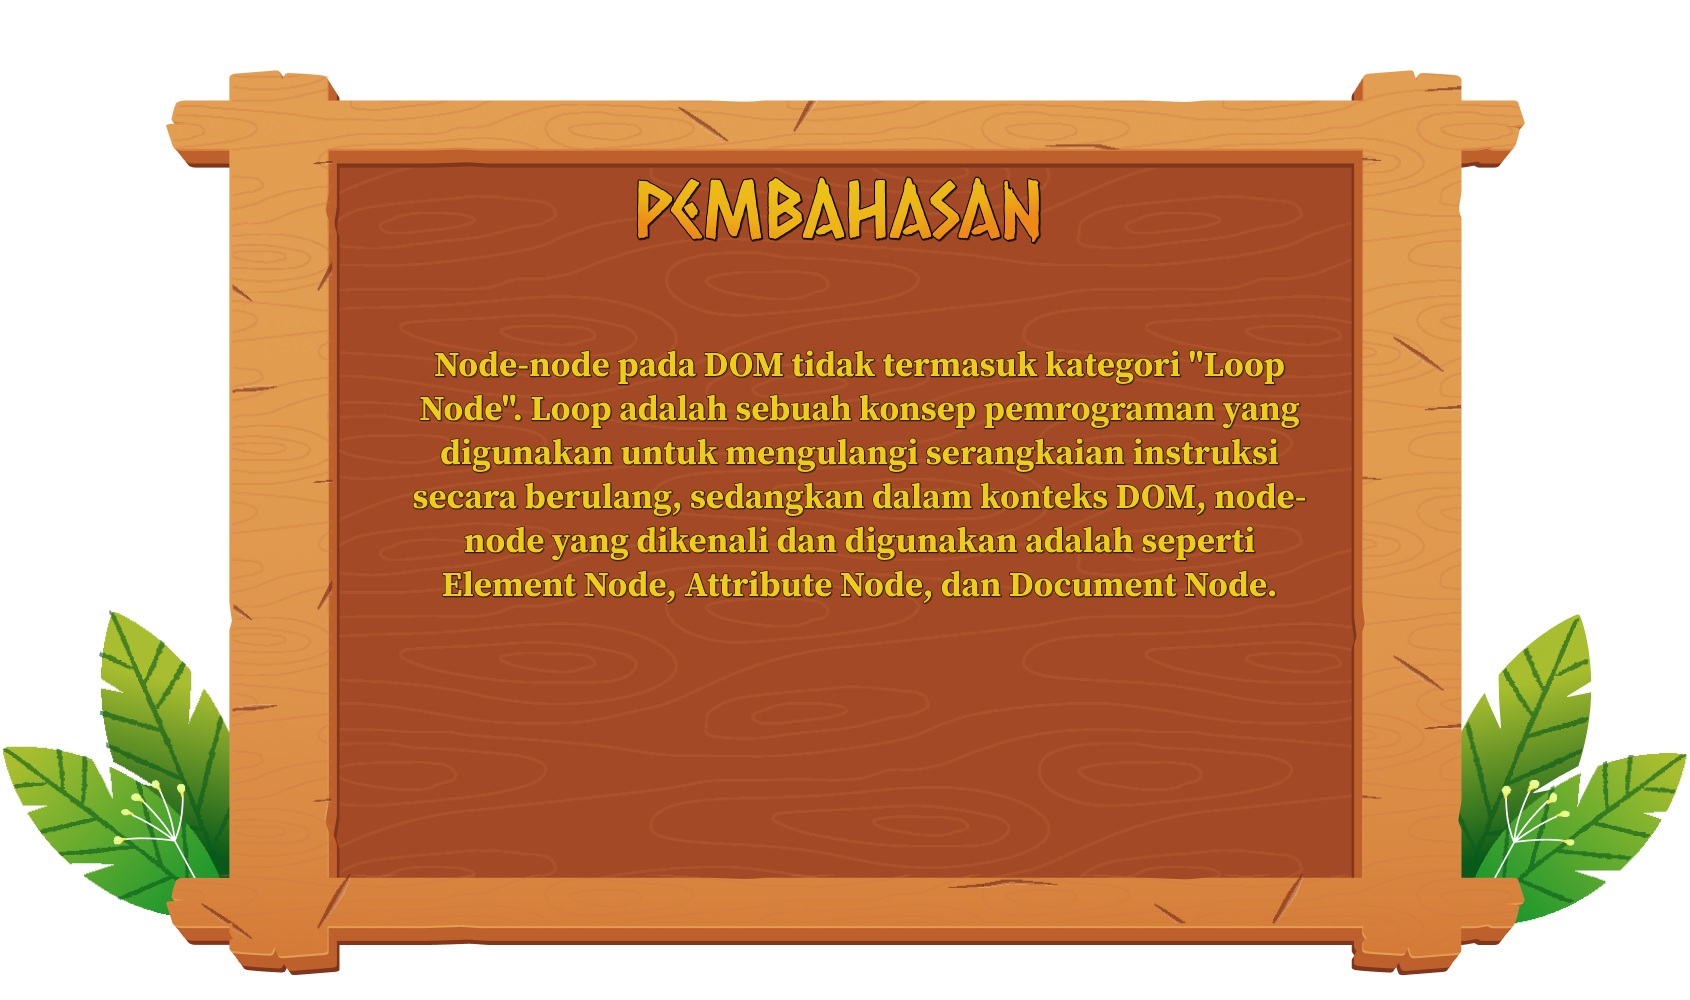 PEMBAHASAN
Node-node pada DOM tidak termasuk kategori "Loop
Node". Loop adalah sebuah konsep pemrograman yang
digunakan untuk mengulangi serangkaian instruksi
secara berulang, sedangkan dalam konteks DOM, node-
node yang dikenali dan digunakan adalah seperti
Element Node, Attribute Node, dan Document Node.